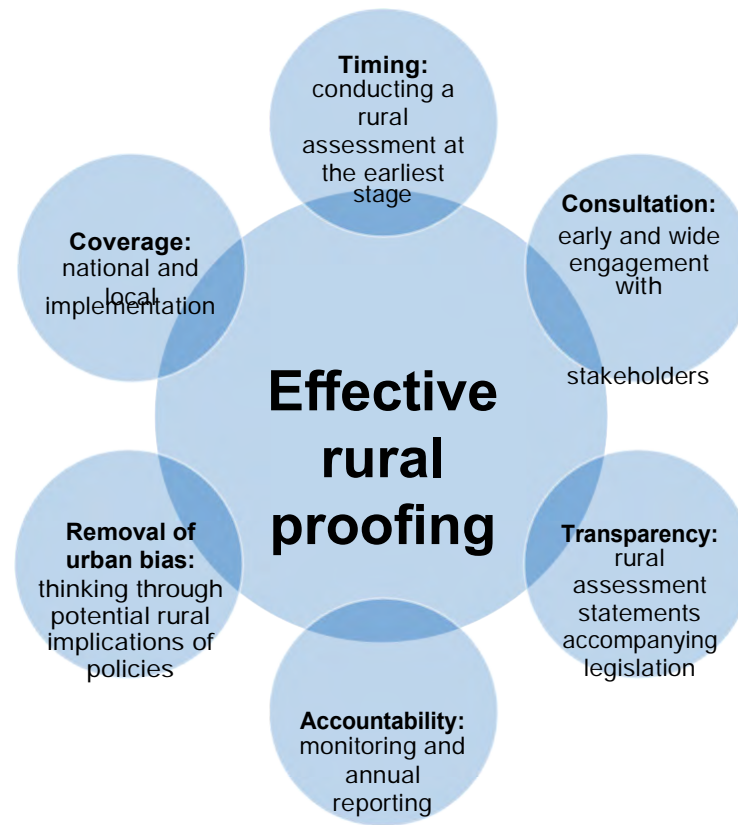 Timing:
conducting a
rural
assessment at
the earliest
stage
Consultation:
early and wide
engagement
with
stakeholders
Coverage:
national and
local
implementation
Effective
rural
proofing
Removal of
urban bias:
thinking through
potential rural
implications of
policies
Transparency:
rural
assessment
statements
accompanying
legislation
Accountability:
monitoring and
annual
reporting